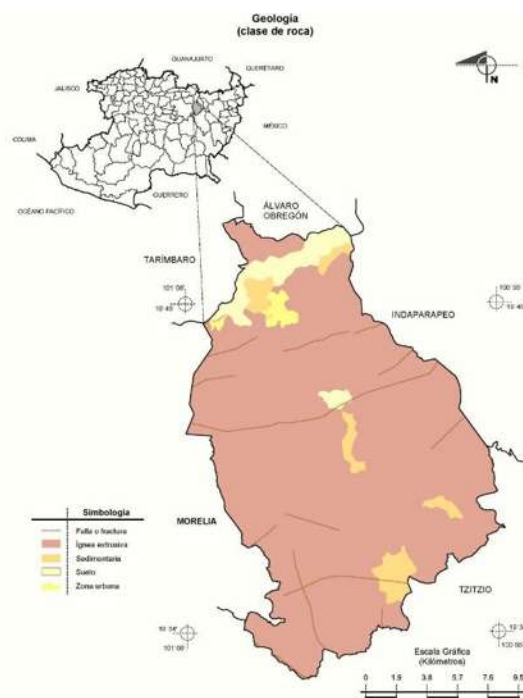 Geología
(clase de roca)
GUANAJUATO
QUERÉTARO
JALISCO
N
MÉXICO
COLIMA
GUERRERO
OCÉANO PACÍFICO
ÁLVARO
OBREGÓN
TARÍMBARO
INDAPARAPEO
Simbología
Falla o fractura
Ígnea extrusiva
Sedimentaria
Suelo
Zona urbana
MORELIA
TZITZIO
Escala Gráfica
(Kilómetros)
0 1.9 3.8 5.7 7.6